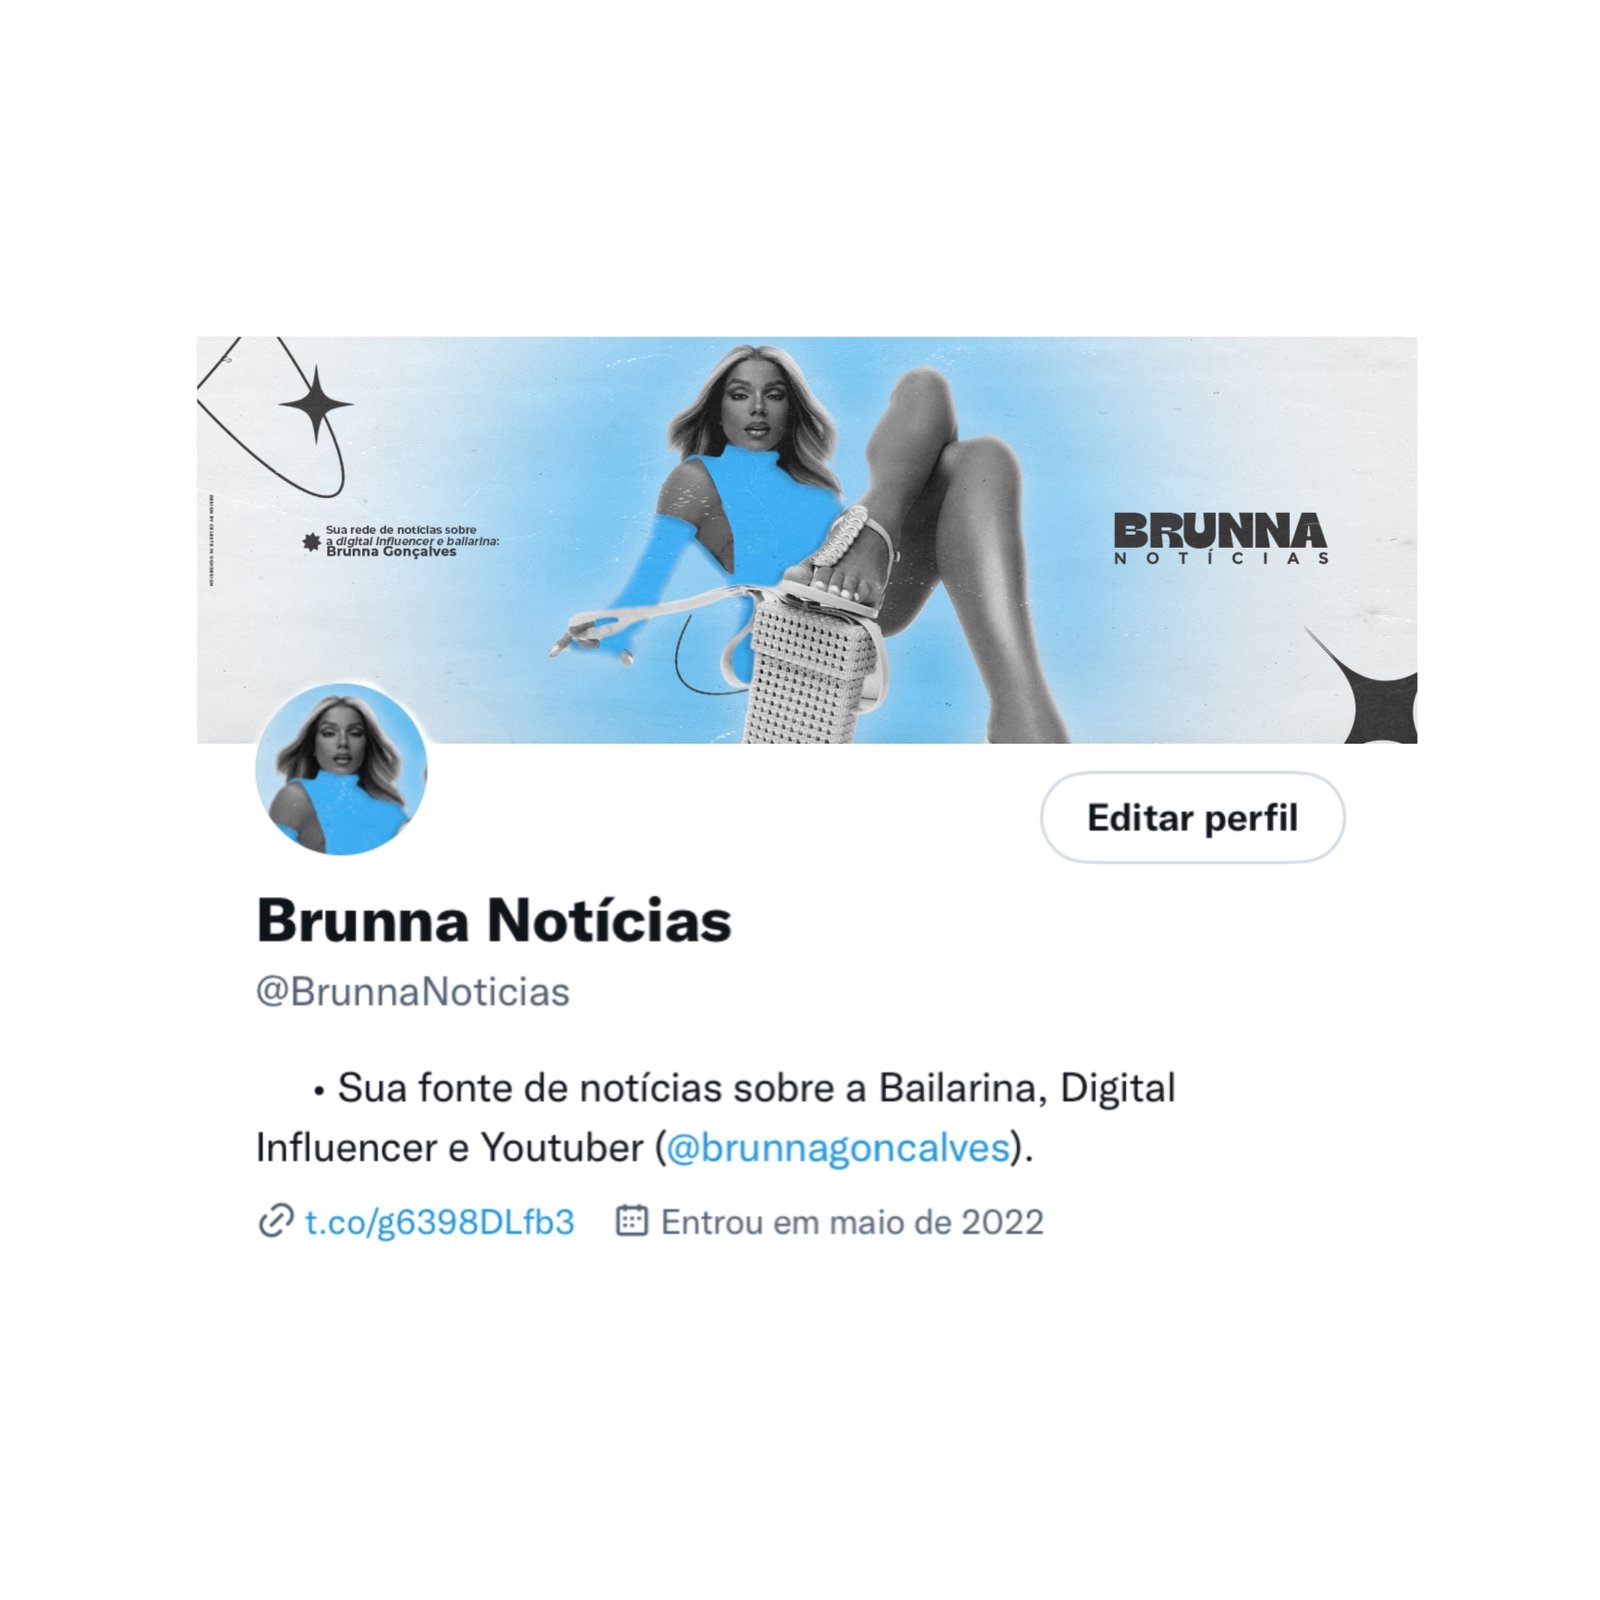 Sua rede de notícias sobre
a digital influencer e bailarina:
Brunna Gonçalves
BRUNNA
NOTÍCIAS
Editar perfil
Brunna Notícias
@BrunnaNoticias
• Sua fonte de notícias sobre a Bailarina, Digital
Influencer e Youtuber (@brunnagoncalves).
t.co/g6398DLfb3 Entrou em maio de 2022